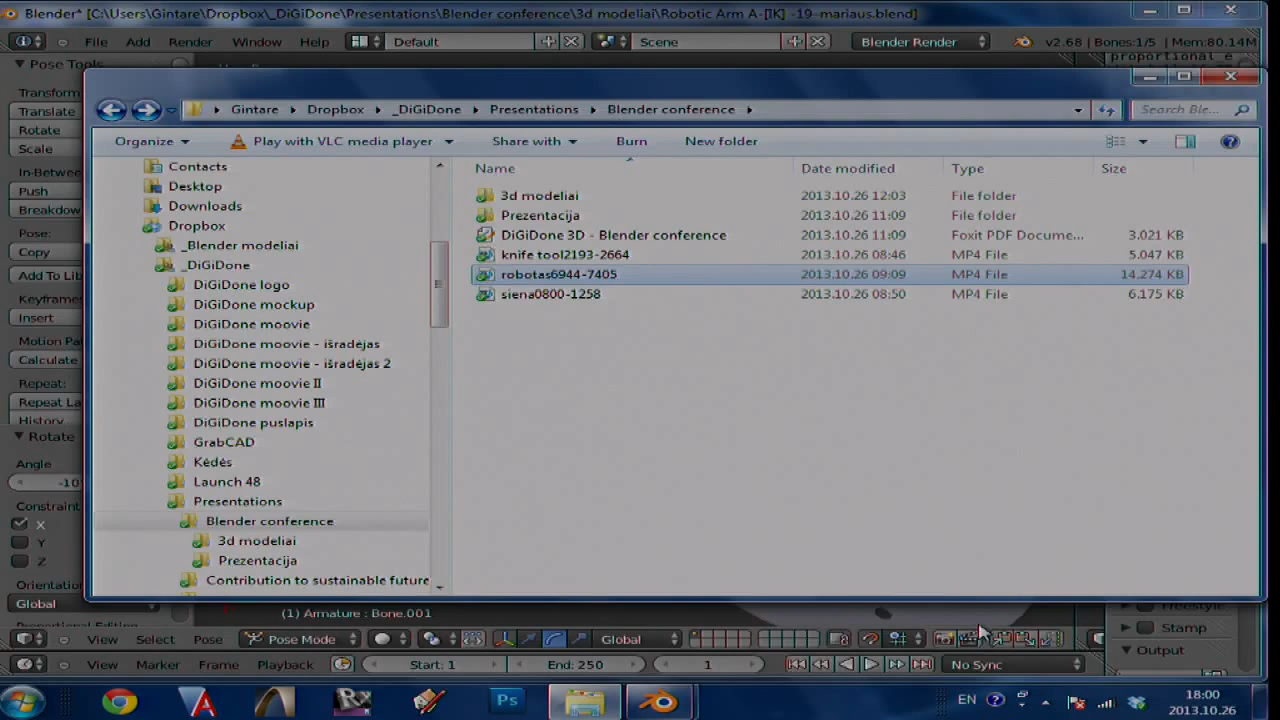 Blender* [C:\Users\Gintare\Dropbox\_DiGiDone\Presentations\Blender conference\3d modeliai\Robotic Arm A-[IK] -19--mariaus.blend]
File Add Render Window Help Default Scene Blender Render v2.68 | Bones:1/5 | Mem:80.14M
Pose Tools
proportional e
Transform
Translate
Rotate
Scale
In-Betwee
Push
Breakdow
Pose:
Copy
Add To Lib
Keyframes
Insert
Motion Pa
Calculate
Repeat:
Repeat La
History
Rotate
Angle
-10
Constraint
X
Y
Z
Orientatio
Global
Proportional Editing
Gintare Dropbox _DiGiDone Presentations Blender conference Search Ble...
Organize Play with VLC media player Share with Burn New folder
Contacts
Desktop
Downloads
Dropbox
_Blender modeliai
_DiGiDone
DiGiDone logo
DiGiDone mockup
DiGiDone moovie
DiGiDone moovie - išradėjas
DiGiDone moovie - išradėjas 2
DiGiDone moovie II
DiGiDone moovie III
DiGiDone puslapis
GrabCAD
Kėdės
Launch 48
Presentations
Blender conference
3d modeliai
Prezentacija
Contribution to sustainable future
Name Date modified Type Size
3d modeliai 2013.10.26 12:03 File folder
Prezentacija 2013.10.26 11:09 File folder
DiGiDone 3D - Blender conference 2013.10.26 11:09 Foxit PDF Docume... 3.021 KB
knife tool2193-2664 2013.10.26 08:46 MP4 File 5.047 KB
robotas6944-7405 2013.10.26 09:09 MP4 File 14.274 KB
siena0800-1258 2013.10.26 08:50 MP4 File 6.175 KB
(1) Armature : Bone.001
Freestyle
Stamp
Output
View Select Pose Pose Mode Global
View Marker Frame Playback Start: 1 End: 250 1 No Sync
Ps EN 18:00
2013.10.26